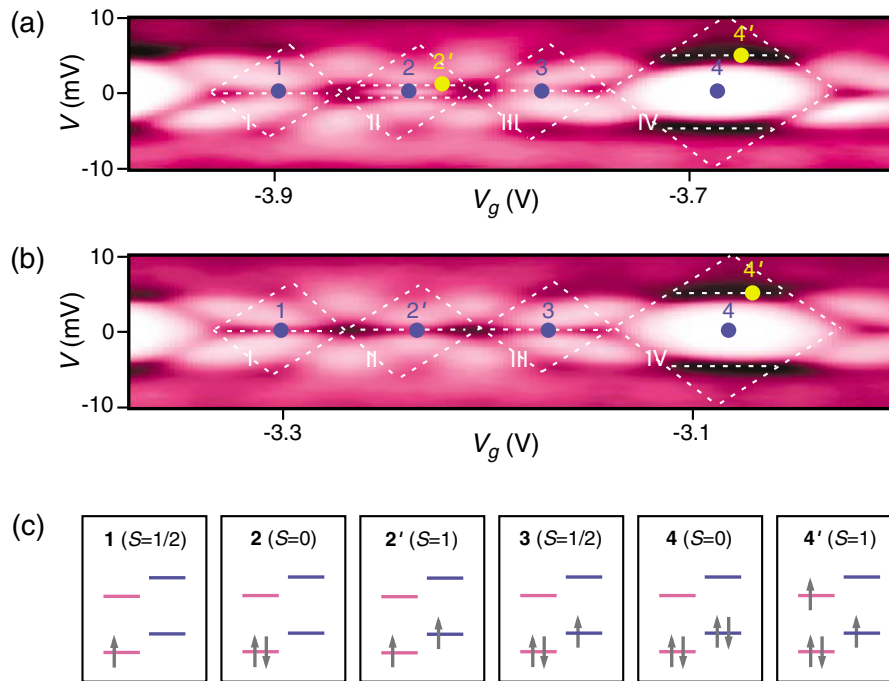 (a)
10
0
-10
V (mV)
1
2
2′
3
4
4′
I
II
III
IV
-3.9
-3.7
V_g (V)
(b)
10
0
-10
V (mV)
1
2′
3
4
4′
I
II
III
IV
-3.3
-3.1
V_g (V)
(c)
1 (S=1/2)
2 (S=0)
2′ (S=1)
3 (S=1/2)
4 (S=0)
4′ (S=1)